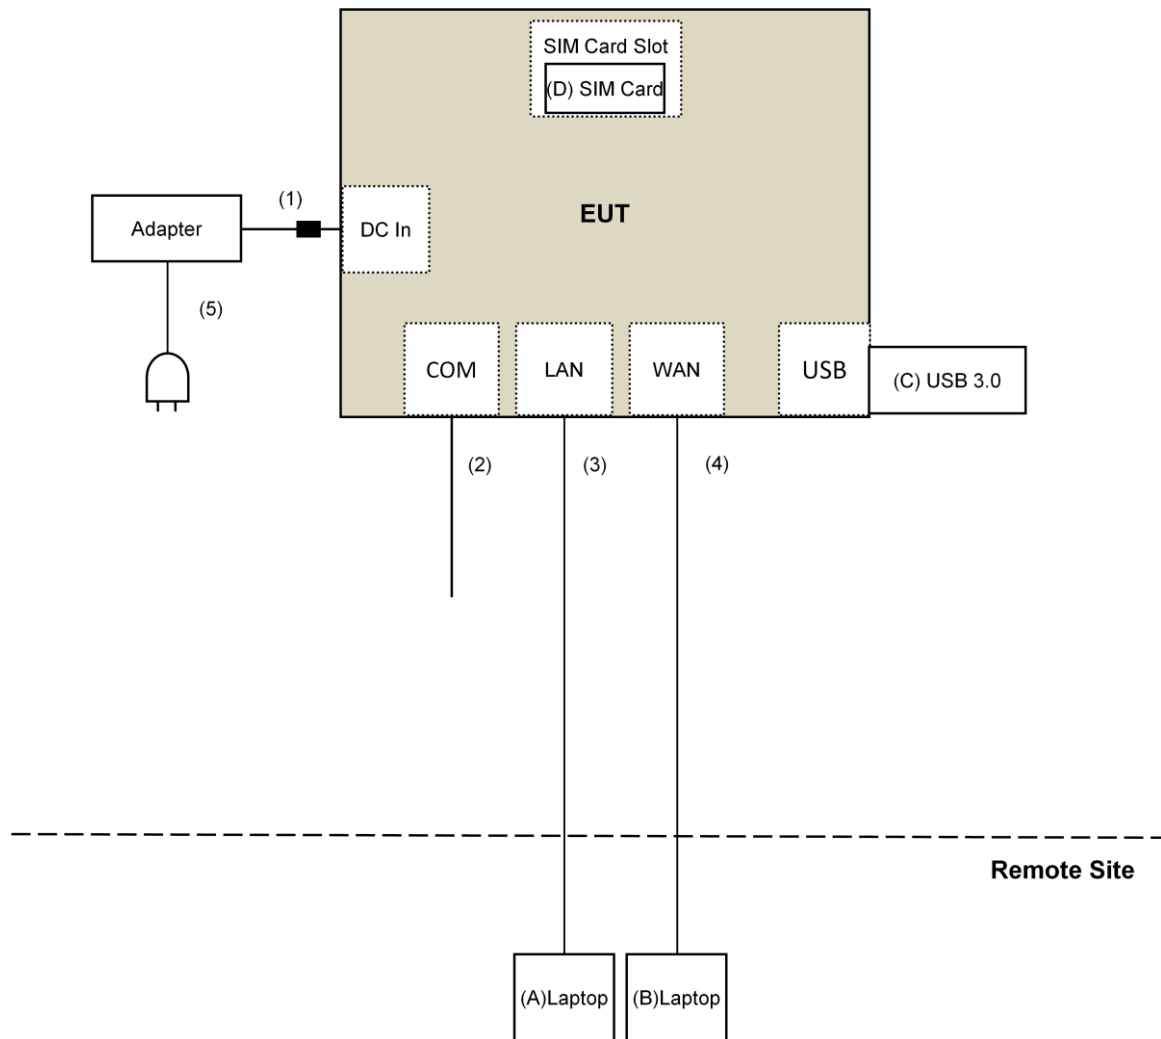 SIM Card Slot
(D) SIM Card
(1)
Adapter
DC In
EUT
(5)
COM
LAN
WAN
USB
(C) USB 3.0
(2)
(3)
(4)
Remote Site
(A)Laptop
(B)Laptop